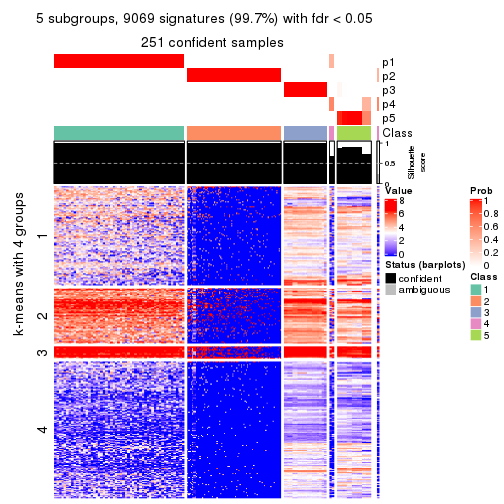 5 subgroups, 9069 signatures (99.7%) with fdr < 0.05
251 confident samples
p1
p2
p3
p4
p5
Class
1
0.5
0
Silhouette
score
k-means with 4 groups
1
2
3
4
Value
8
6
4
2
0
Status (barplots)
confident
ambiguous
Prob
1
0.8
0.6
0.4
0.2
0
Class
1
2
3
4
5